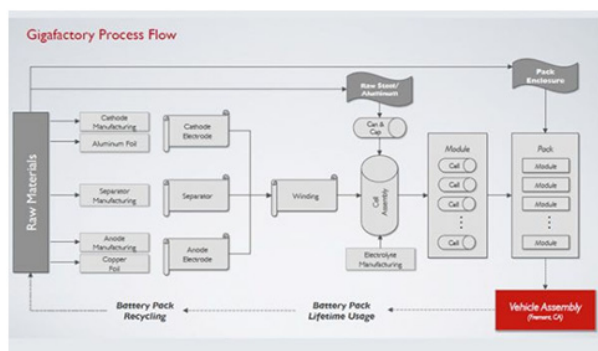 Gigafactory Process Flow
Raw Steel/
Aluminum
Pack
Enclosure
Raw Materials
Cathode
Manufacturing
Aluminum Foil
Separator
Manufacturing
Anode
Manufacturing
Copper
Foil
Cathode
Electrode
Separator
Anode
Electrode
Winding
Can &
Cap
Cell
Assembly
Electrolyte
Manufacturing
Module
Cell
Cell
Cell
Cell
Pack
Module
Module
Module
Module
Battery Pack
Recycling
Battery Pack
Lifetime Usage
Vehicle Assembly
(Fremont, CA)